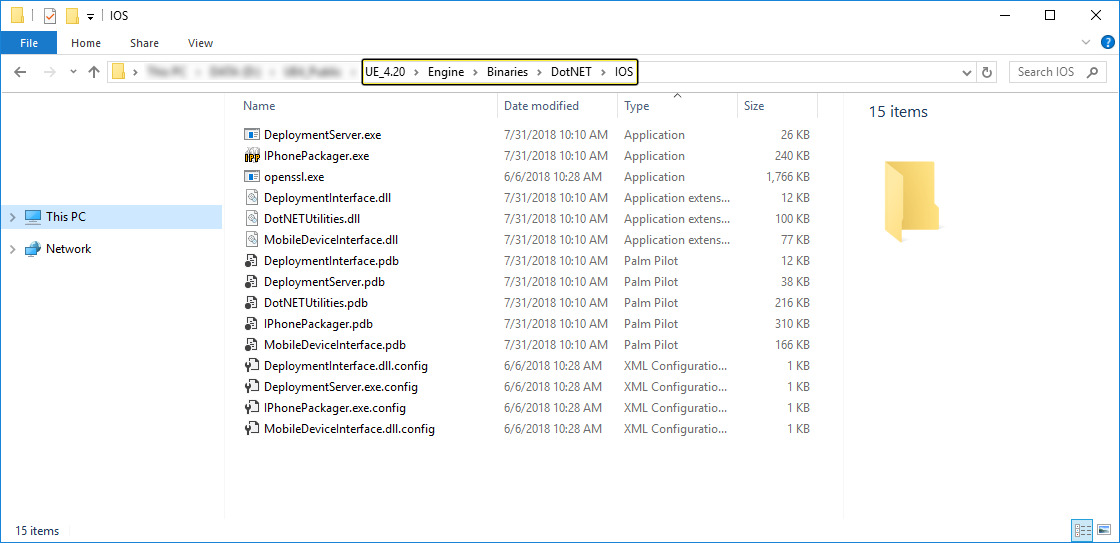 IOS
File Home Share View
UE_4.20 Engine Binaries DotNET IOS Search IOS
Name Date modified Type Size
DeploymentServer.exe 7/31/2018 10:10 AM Application 26 KB
IPhonePackager.exe 7/31/2018 10:10 AM Application 240 KB
openssl.exe 6/6/2018 10:28 AM Application 1,766 KB
DeploymentInterface.dll 7/31/2018 10:10 AM Application extens... 12 KB
DotNETUtilities.dll 7/31/2018 10:10 AM Application extens... 100 KB
MobileDeviceInterface.dll 7/31/2018 10:10 AM Application extens... 77 KB
DeploymentInterface.pdb 7/31/2018 10:10 AM Palm Pilot 12 KB
DeploymentServer.pdb 7/31/2018 10:10 AM Palm Pilot 38 KB
DotNETUtilities.pdb 7/31/2018 10:10 AM Palm Pilot 216 KB
IPhonePackager.pdb 7/31/2018 10:10 AM Palm Pilot 310 KB
MobileDeviceInterface.pdb 7/31/2018 10:10 AM Palm Pilot 166 KB
DeploymentInterface.dll.config 6/6/2018 10:28 AM XML Configuratio... 1 KB
DeploymentServer.exe.config 6/6/2018 10:28 AM XML Configuratio... 1 KB
IPhonePackager.exe.config 6/6/2018 10:28 AM XML Configuratio... 1 KB
MobileDeviceInterface.dll.config 6/6/2018 10:28 AM XML Configuratio... 1 KB
This PC
Network
15 items
15 items